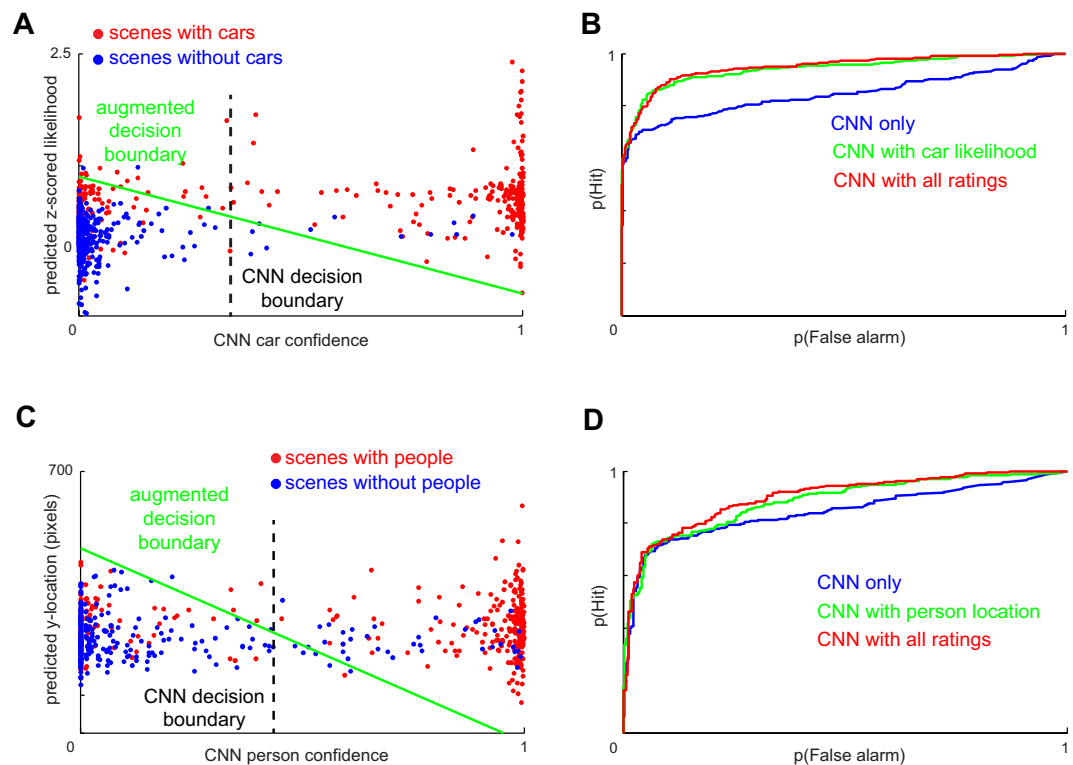 A
scenes with cars
scenes without cars
2.5
augmented
decision
boundary
predicted z-scored likelihood
0
CNN decision
boundary
0
1
CNN car confidence
B
1
CNN only
CNN with car likelihood
CNN with all ratings
p(Hit)
0
1
p(False alarm)
C
scenes with people
scenes without people
700
augmented
decision
boundary
predicted y-location (pixels)
CNN decision
boundary
0
1
CNN person confidence
D
1
CNN only
CNN with person location
CNN with all ratings
p(Hit)
0
1
p(False alarm)